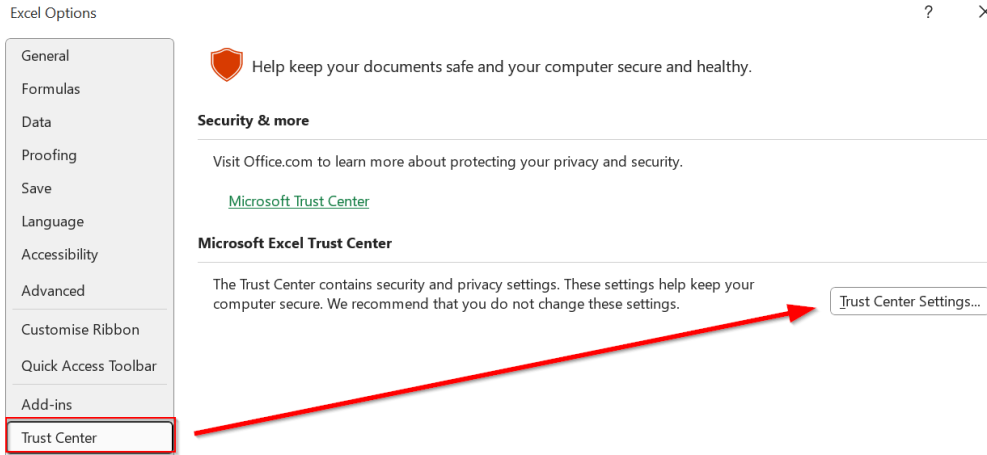 Excel Options
?
General
Formulas
Data
Proofing
Save
Language
Accessibility
Advanced
Customise Ribbon
Quick Access Toolbar
Add-ins
Trust Center
Help keep your documents safe and your computer secure and healthy.
Security & more
Visit Office.com to learn more about protecting your privacy and security.
Microsoft Trust Center
Microsoft Excel Trust Center
The Trust Center contains security and privacy settings. These settings help keep your
computer secure. We recommend that you do not change these settings.
Trust Center Settings...